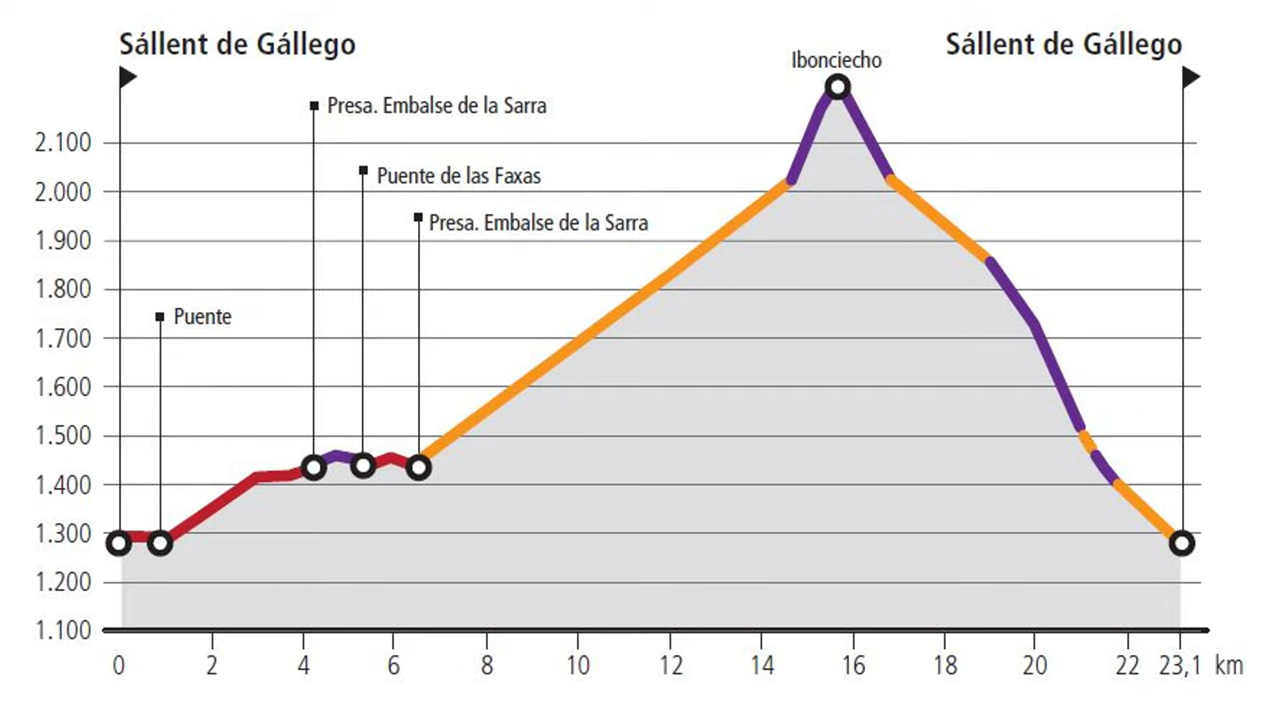 Sállent de Gállego
Sállent de Gállego
Ibonciecho
Presa. Embalse de la Sarra
Puente de las Faxas
Presa. Embalse de la Sarra
Puente
2.100
2.000
1.900
1.800
1.700
1.600
1.500
1.400
1.300
1.200
1.100
0 2 4 6 8 10 12 14 16 18 20 22 23,1 km